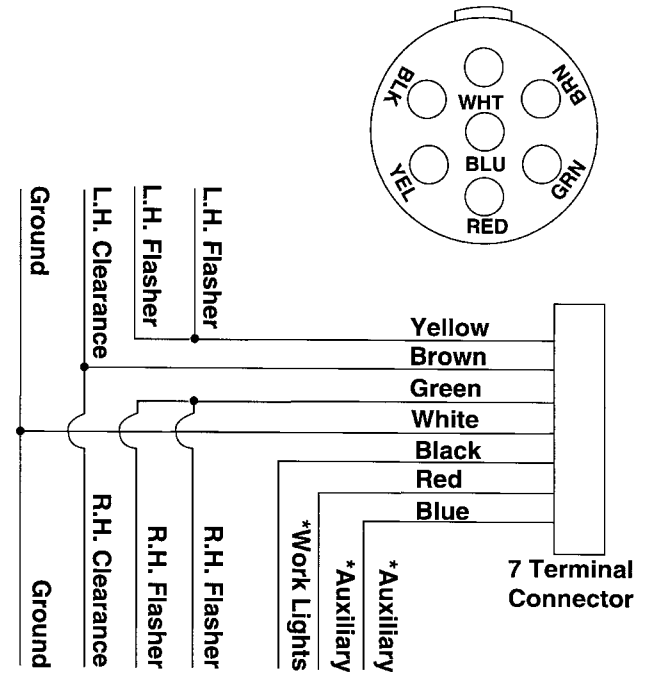 BLK
WHT
BRN
YEL
BLU
GRN
RED
Ground
L.H. Clearance
L.H. Flasher
L.H. Flasher
Yellow
Brown
Green
White
Black
Red
Blue
Ground
R.H. Clearance
R.H. Flasher
R.H. Flasher
*Work Lights
*Auxiliary
*Auxiliary
7 Terminal
Connector